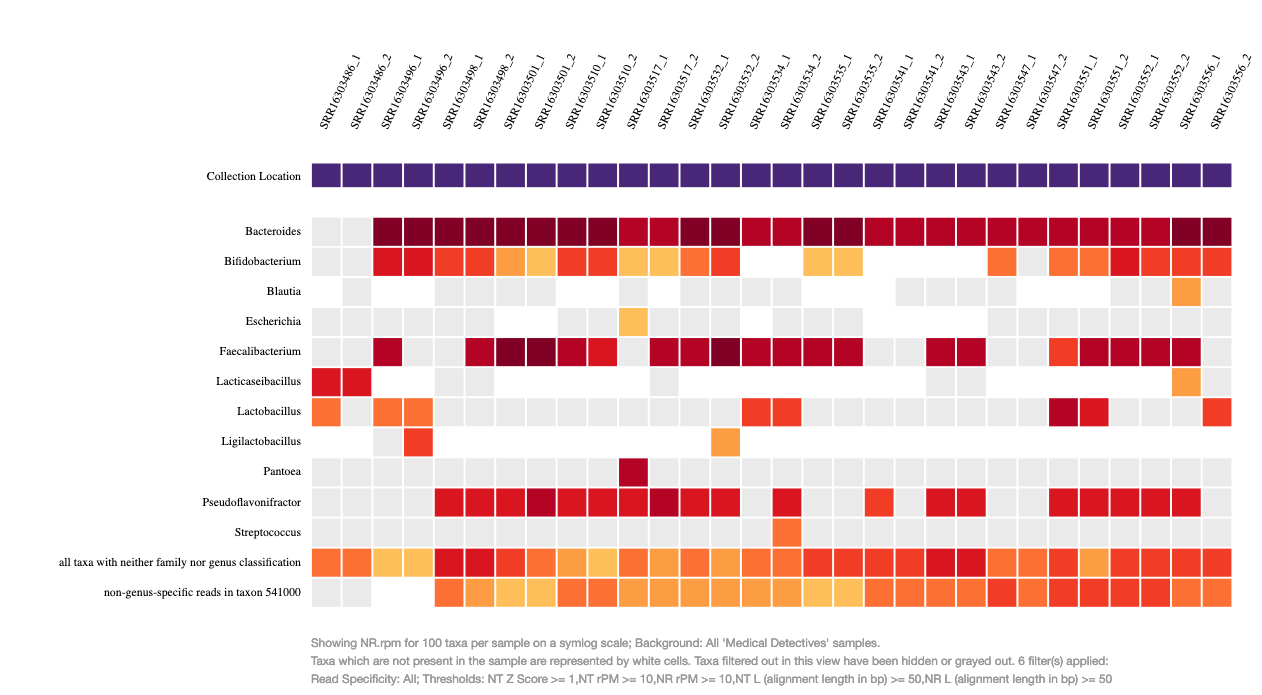 SRR16303486_1
SRR16303486_2
SRR16303496_1
SRR16303496_2
SRR16303498_1
SRR16303498_2
SRR16303501_1
SRR16303501_2
SRR16303510_1
SRR16303510_2
SRR16303517_1
SRR16303517_2
SRR16303532_1
SRR16303532_2
SRR16303534_1
SRR16303534_2
SRR16303535_1
SRR16303535_2
SRR16303541_1
SRR16303541_2
SRR16303543_1
SRR16303543_2
SRR16303547_1
SRR16303547_2
SRR16303551_1
SRR16303551_2
SRR16303552_1
SRR16303552_2
SRR16303556_1
SRR16303556_2
Collection Location
Bacteroides
Bifidobacterium
Blautia
Escherichia
Faecalibacterium
Lacticaseibacillus
Lactobacillus
Ligilactobacillus
Pantoea
Pseudoflavonifractor
Streptococcus
all taxa with neither family nor genus classification
non-genus-specific reads in taxon 541000
Showing NR.rpm for 100 taxa per sample on a symlog scale; Background: All 'Medical Detectives' samples.
Taxa which are not present in the sample are represented by white cells. Taxa filtered out in this view have been hidden or grayed out. 6 filter(s) applied:
Read Specificity: All; Thresholds: NT Z Score >= 1,NT rPM >= 10,NR rPM >= 10,NT L (alignment length in bp) >= 50,NR L (alignment length in bp) >= 50